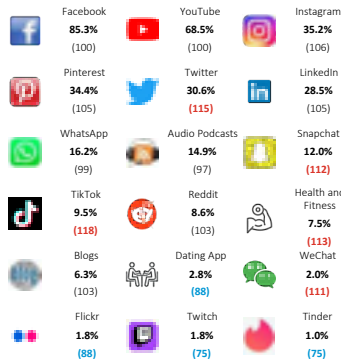 Facebook YouTube Instagram
85.3% 68.5% 35.2%
(100) (100) (106)
Pinterest Twitter LinkedIn
34.4% 30.6% 28.5%
(105) (115) (105)
WhatsApp Audio Podcasts Snapchat
16.2% 14.9% 12.0%
(99) (97) (112)
TikTok Reddit Health and
Fitness
9.5% 8.6% 7.5%
(118) (103) (113)
Blogs Dating App WeChat
6.3% 2.8% 2.0%
(103) (88) (111)
Flickr Twitch Tinder
1.8% 1.8% 1.0%
(88) (75) (75)